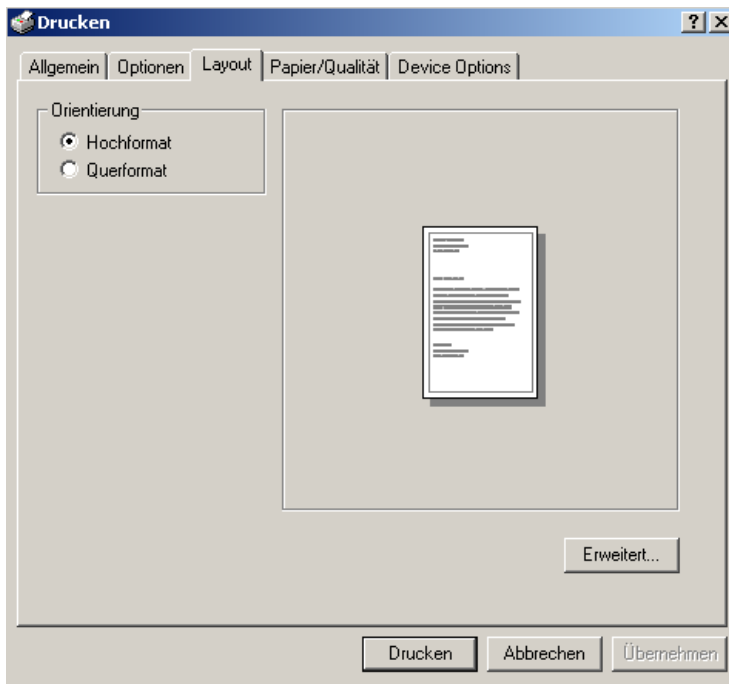 Drucken
Allgemein Optionen Layout Papier/Qualität Device Options
Orientierung
Hochformat
Querformat
Erweitert...
Drucken Abbrechen Übernehmen